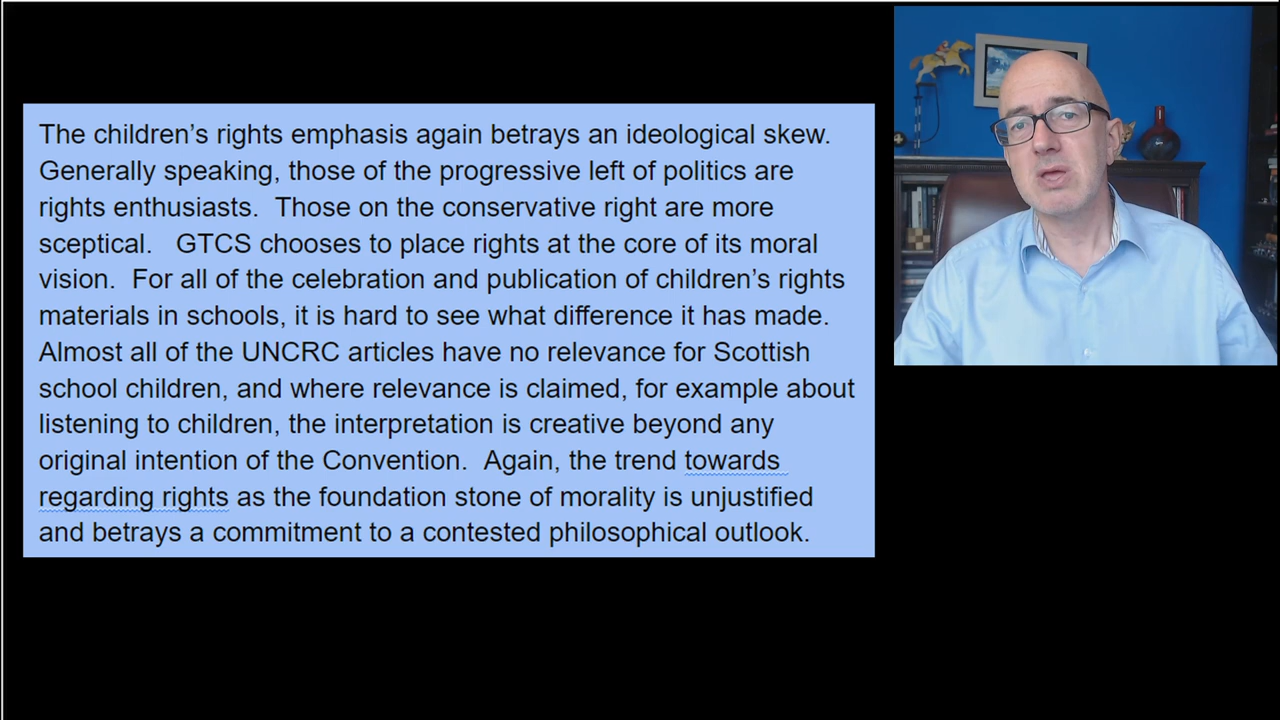 The children’s rights emphasis again betrays an ideological skew.
Generally speaking, those of the progressive left of politics are
rights enthusiasts.  Those on the conservative right are more
sceptical.   GTCS chooses to place rights at the core of its moral
vision.  For all of the celebration and publication of children’s rights
materials in schools, it is hard to see what difference it has made.
Almost all of the UNCRC articles have no relevance for Scottish
school children, and where relevance is claimed, for example about
listening to children, the interpretation is creative beyond any
original intention of the Convention.  Again, the trend towards
regarding rights as the foundation stone of morality is unjustified
and betrays a commitment to a contested philosophical outlook.